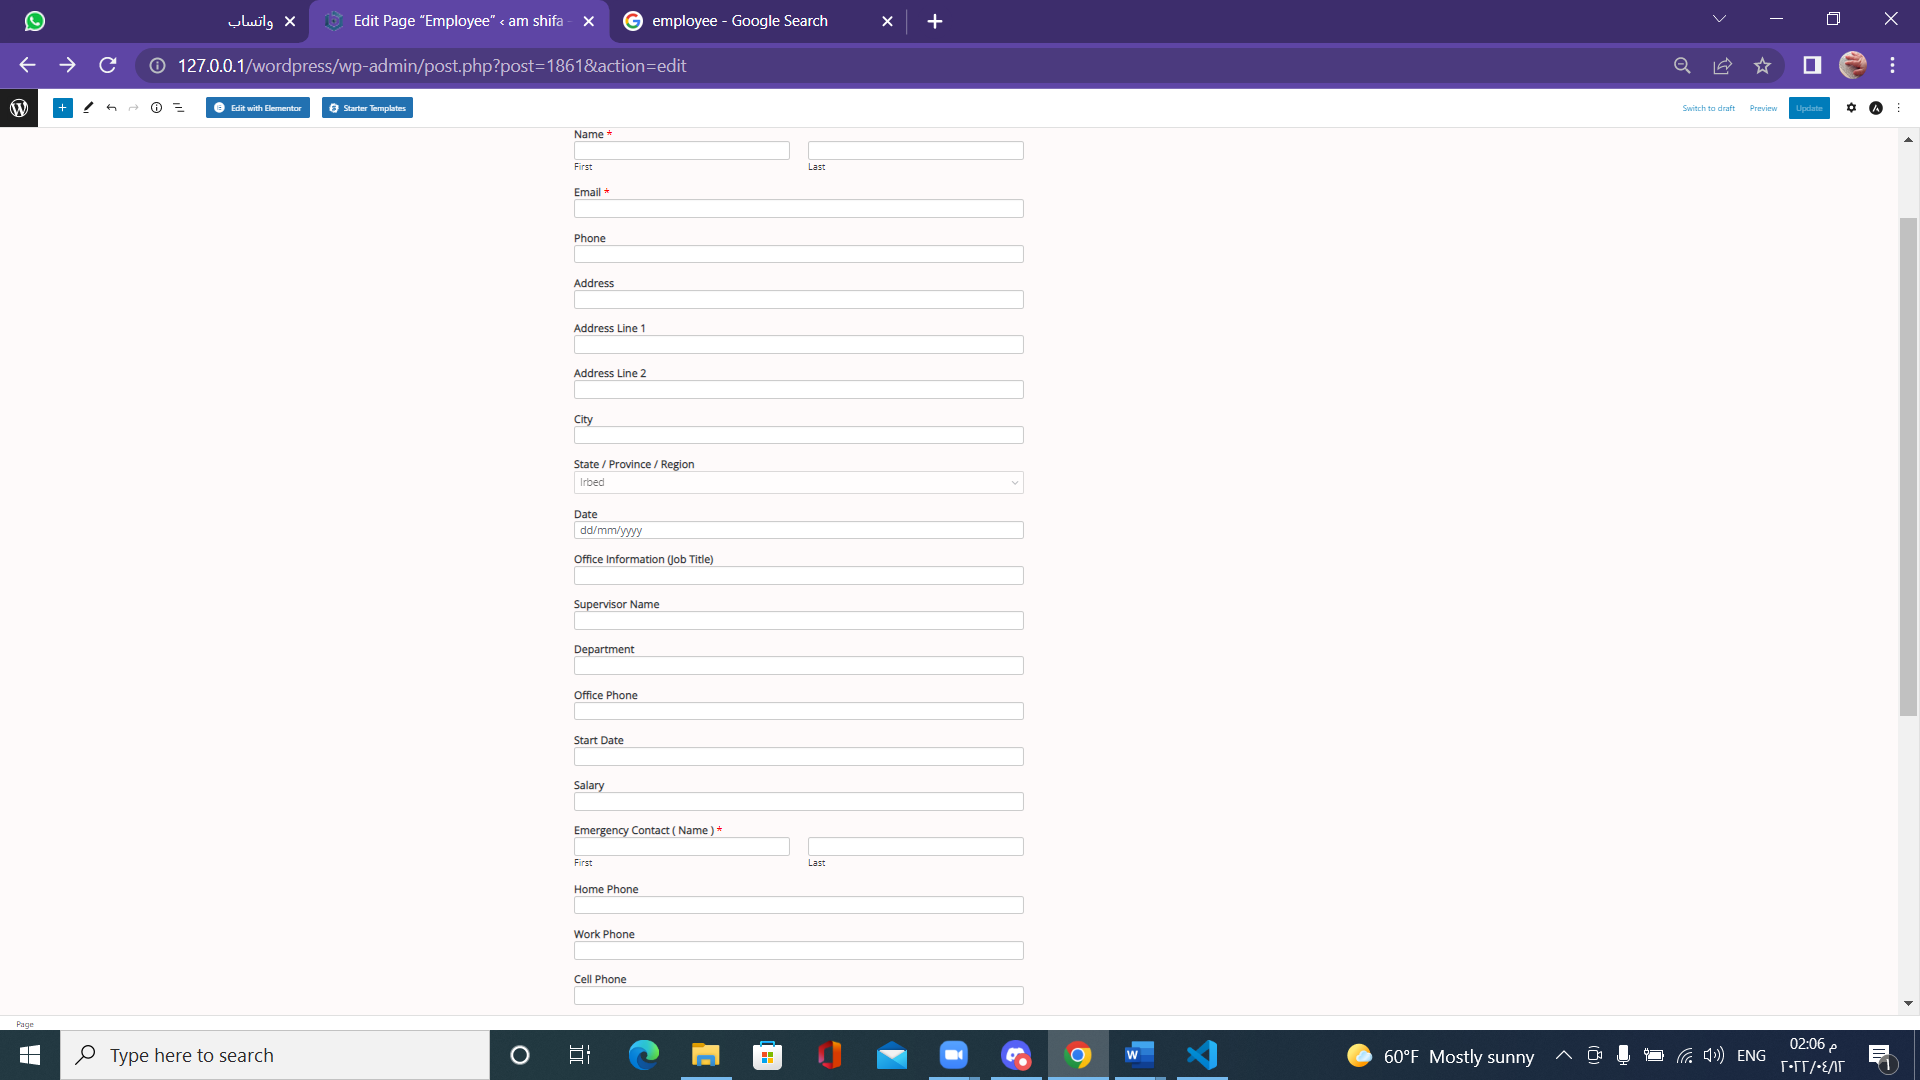 واتساب
Edit Page “Employee” ‹ am shifa -
employee - Google Search
127.0.0.1/wordpress/wp-admin/post.php?post=1861&action=edit
Edit with Elementor
Starter Templates
Switch to draft
Preview
Update
Name *
First
Last
Email *
Phone
Address
Address Line 1
Address Line 2
City
State / Province / Region
Irbed
Date
dd/mm/yyyy
Office Information (Job Title)
Supervisor Name
Department
Office Phone
Start Date
Salary
Emergency Contact ( Name ) *
First
Last
Home Phone
Work Phone
Cell Phone
Page
Type here to search
60°F Mostly sunny
ENG
02:06 م
٢٠٢٢/٠٤/١٢
١